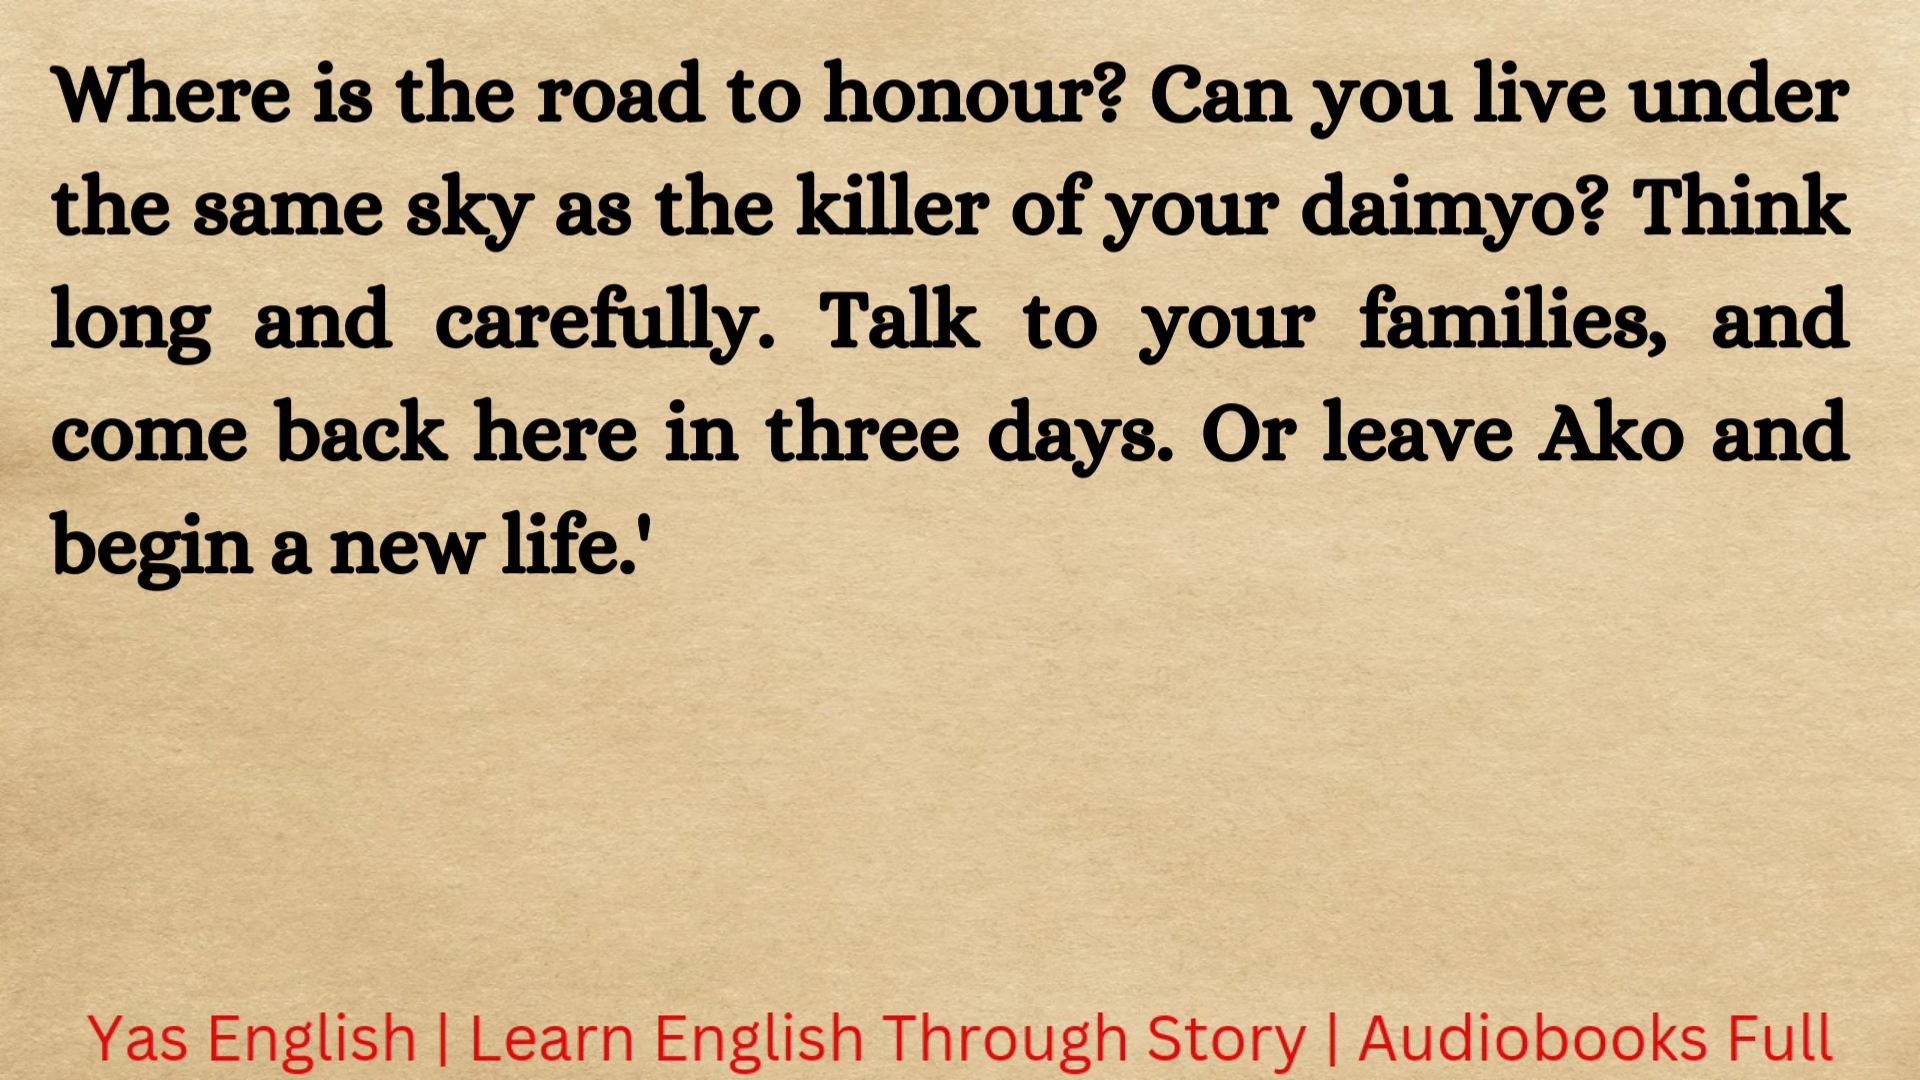 Where is the road to honour? Can you live under
the same sky as the killer of your daimyo? Think
long and carefully. Talk to your families, and
come back here in three days. Or leave Ako and
begin a new life.'
Yas English | Learn English Through Story | Audiobooks Full